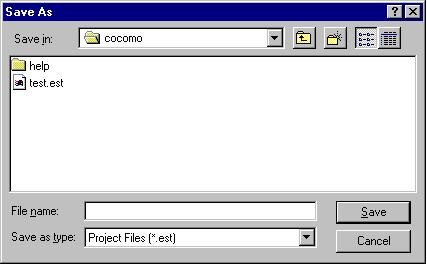 Save As
Save in: cocomo
help
test.est
File name: Save
Save as type: Project Files (*.est) Cancel